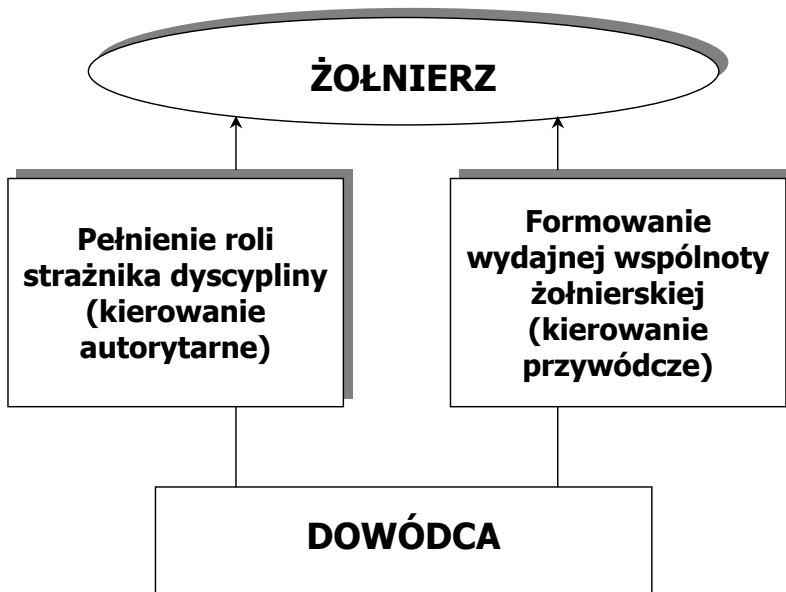 ŻOŁNIERZ
Pełnienie roli
strażnika dyscypliny
(kierowanie
autorytarne)
Formowanie
wydajnej wspólnoty
żołnierskiej
(kierowanie
przywódcze)
DOWÓDCA